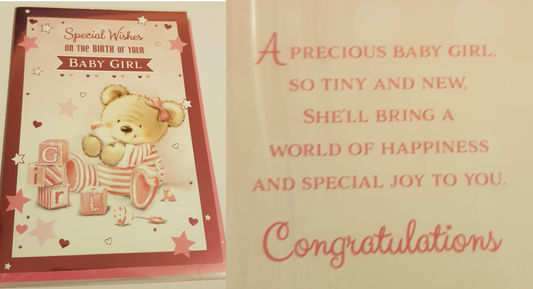 Special Wishes
ON THE BIRTH OF YOUR
BABY GIRL
G
i
r
L
A PRECIOUS BABY GIRL,
SO TINY AND NEW,
SHE'LL BRING A
WORLD OF HAPPINESS
AND SPECIAL JOY TO YOU.
Congratulations